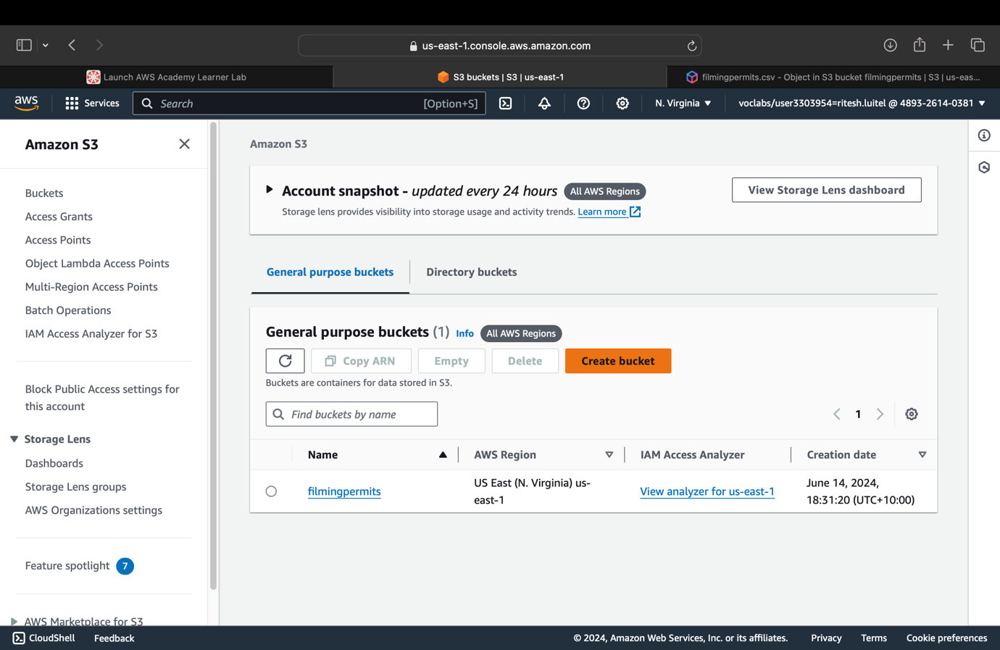 us-east-1.console.aws.amazon.com
Launch AWS Academy Learner Lab
S3 buckets | S3 | us-east-1
filmingpermits.csv - Object in S3 bucket filmingpermits | S3 | us-eas...
aws
Services
Search
[Option+S]
N. Virginia
voclabs/user3303954=ritesh.luitel @ 4893-2614-0381
Amazon S3
Buckets
Access Grants
Access Points
Object Lambda Access Points
Multi-Region Access Points
Batch Operations
IAM Access Analyzer for S3
Block Public Access settings for
this account
Storage Lens
Dashboards
Storage Lens groups
AWS Organizations settings
Feature spotlight 7
AWS Marketplace for S3
Amazon S3
Account snapshot - updated every 24 hours All AWS Regions
Storage lens provides visibility into storage usage and activity trends. Learn more
View Storage Lens dashboard
General purpose buckets
Directory buckets
General purpose buckets (1) Info All AWS Regions
Copy ARN
Empty
Delete
Create bucket
Buckets are containers for data stored in S3.
Find buckets by name
1
Name
AWS Region
IAM Access Analyzer
Creation date
filmingpermits
US East (N. Virginia) us-
east-1
View analyzer for us-east-1
June 14, 2024,
18:31:20 (UTC+10:00)
CloudShell
Feedback
© 2024, Amazon Web Services, Inc. or its affiliates.
Privacy
Terms
Cookie preferences